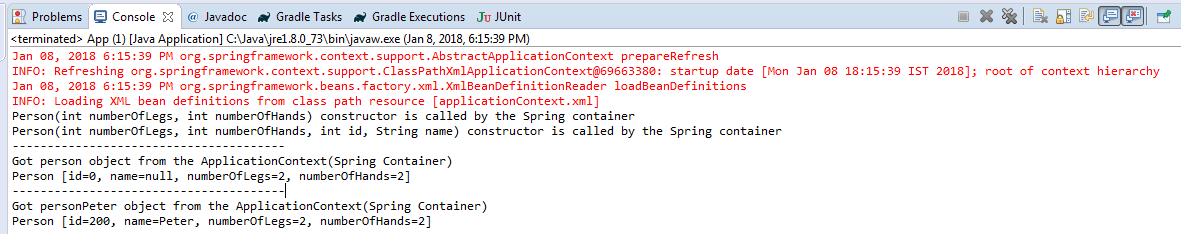 Problems Console Javadoc Gradle Tasks Gradle Executions JUnit
<terminated> App (1) [Java Application] C:\Java\jre1.8.0_73\bin\javaw.exe (Jan 8, 2018, 6:15:39 PM)
Jan 08, 2018 6:15:39 PM org.springframework.context.support.AbstractApplicationContext prepareRefresh
INFO: Refreshing org.springframework.context.support.ClassPathXmlApplicationContext@69663380: startup date [Mon Jan 08 18:15:39 IST 2018]; root of context hierarchy
Jan 08, 2018 6:15:39 PM org.springframework.beans.factory.xml.XmlBeanDefinitionReader loadBeanDefinitions
INFO: Loading XML bean definitions from class path resource [applicationContext.xml]
Person(int numberOfLegs, int numberOfHands) constructor is called by the Spring container
Person(int numberOfLegs, int numberOfHands, int id, String name) constructor is called by the Spring container
---------------------------------------
Got person object from the ApplicationContext(Spring Container)
Person [id=0, name=null, numberOfLegs=2, numberOfHands=2]
---------------------------------------
Got personPeter object from the ApplicationContext(Spring Container)
Person [id=200, name=Peter, numberOfLegs=2, numberOfHands=2]